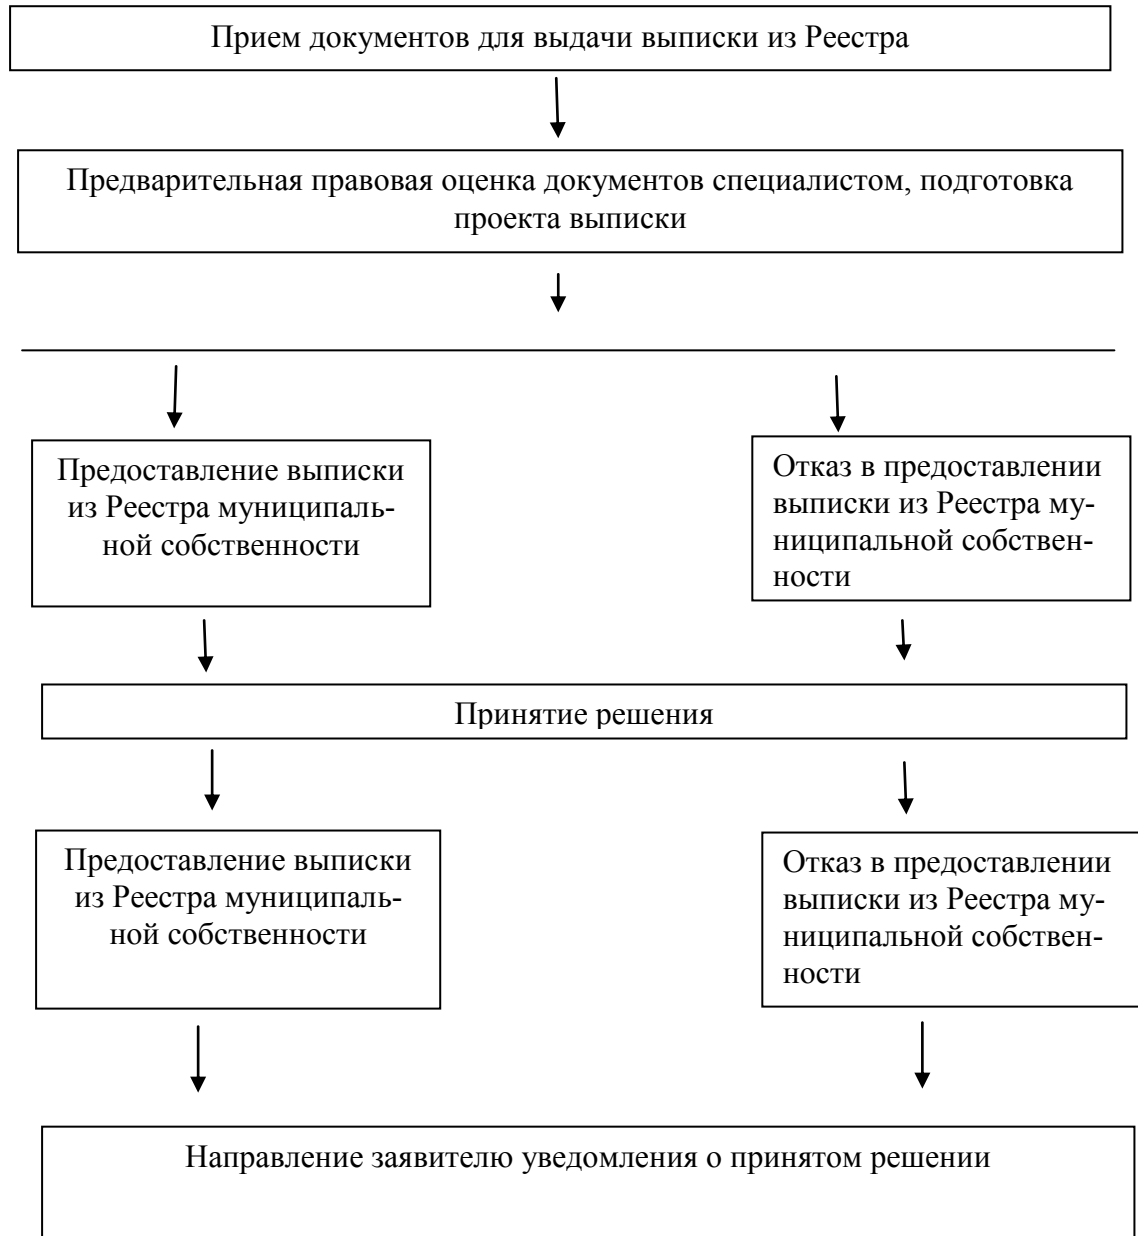 Прием документов для выдачи выписки из Реестра
Предварительная правовая оценка документов специалистом, подготовка
проекта выписки
Предоставление выписки
из Реестра муниципаль-
ной собственности
Отказ в предоставлении
выписки из Реестра му-
ниципальной собствен-
ности
Принятие решения
Предоставление выписки
из Реестра муниципаль-
ной собственности
Отказ в предоставлении
выписки из Реестра му-
ниципальной собствен-
ности
Направление заявителю уведомления о принятом решении